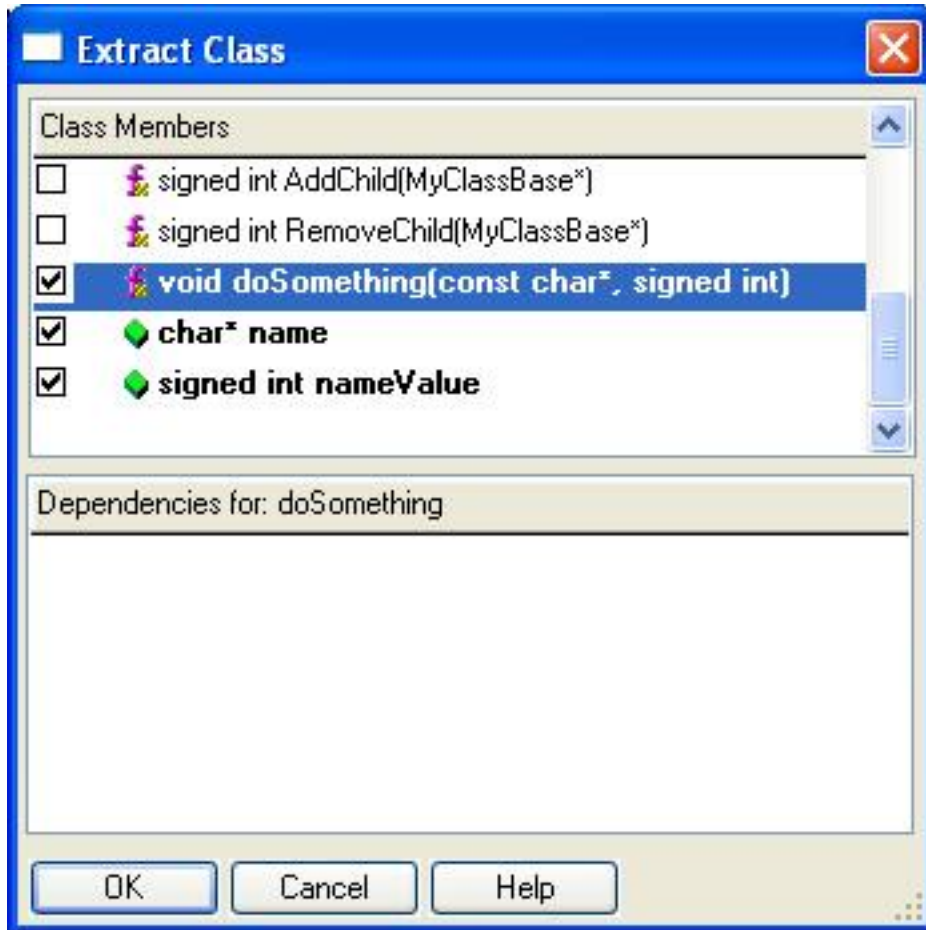 Extract Class
Class Members
signed int AddChild(MyClassBase*)
signed int RemoveChild(MyClassBase*)
void doSomething(const char*, signed int)
char* name
signed int nameValue
Dependencies for: doSomething
OK Cancel Help